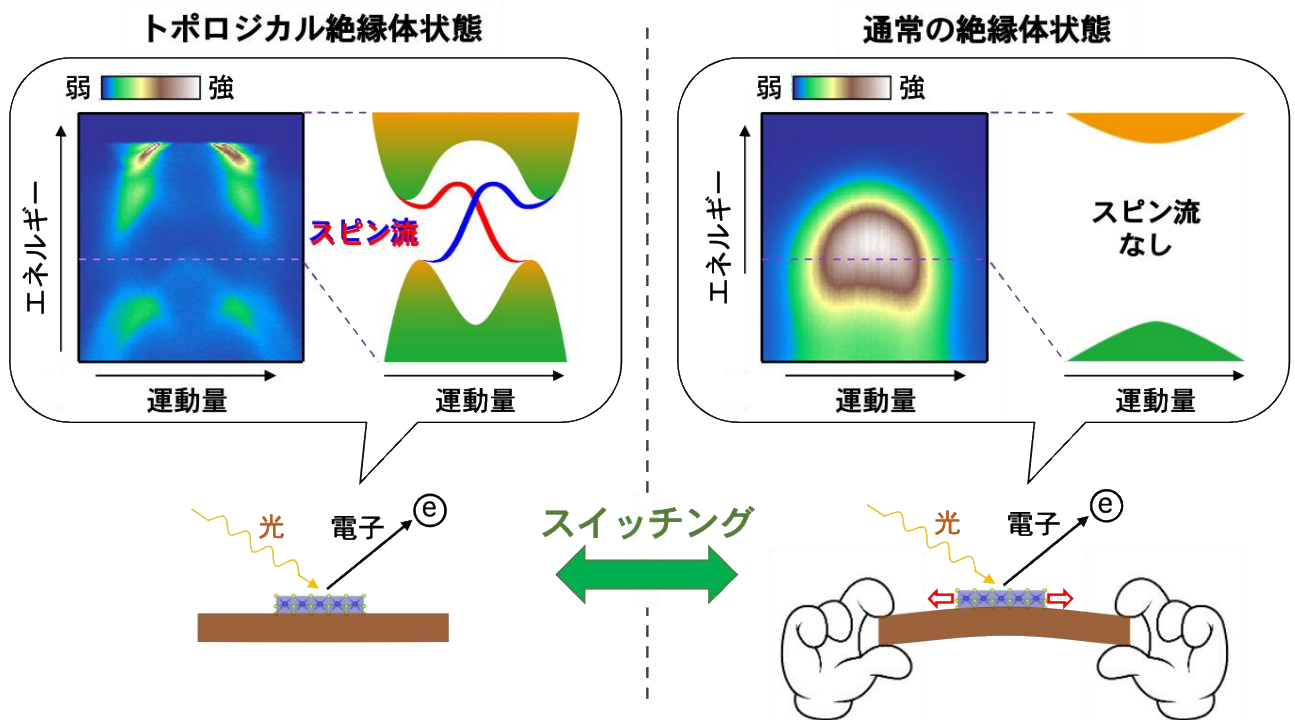 トポロジカル絶縁体状態
弱 強
エネルギー
運動量
スピン流
運動量
光
電子
e
スイッチング
通常の絶縁体状態
弱 強
エネルギー
運動量
スピン流
なし
運動量
光
電子
e